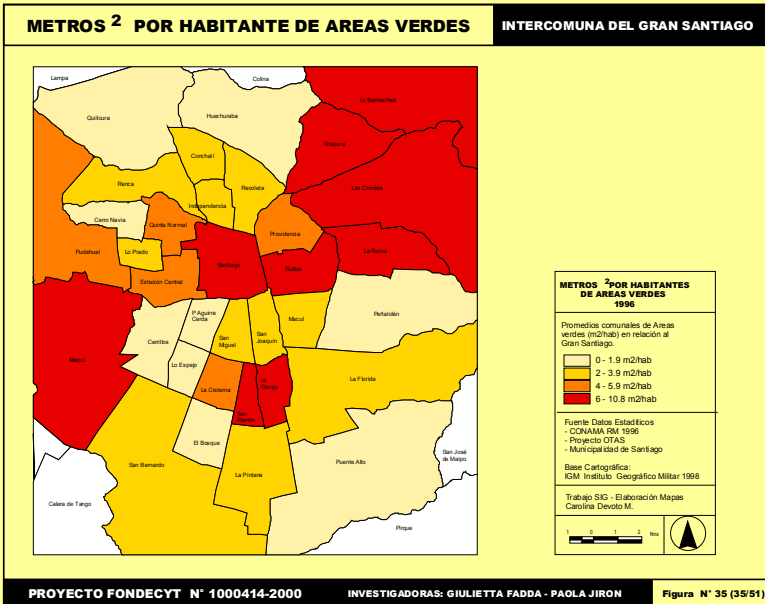 METROS 2 POR HABITANTE DE AREAS VERDES
INTERCOMUNA DEL GRAN SANTIAGO
Lampa
Colina
Lo Barnechea
Quilicura
Huechuraba
Vitacura
Conchalí
Renca
Recoleta
Las Condes
Independencia
Cerro Navia
Quinta Normal
Providencia
Pudahuel
Lo Prado
Santiago
La Reina
Ñuñoa
Estación Central
P Aguirre
Cerda
Macul
Peñalolén
Cerrillos
San
Miguel
San
Joaquín
Maipú
Lo Espejo
La Cisterna
La
Granja
La Florida
San
Ramón
El Bosque
San Bernardo
La Pintana
Puente Alto
San José
de Maipo
Calera de Tango
Pirque
METROS 2 POR HABITANTES
DE AREAS VERDES
1996
Promedios comunales de Areas
verdes (m2/hab) en relación al
Gran Santiago.
0 - 1.9 m2/hab
2 - 3.9 m2/hab
4 - 5.9 m2/hab
6 - 10.8 m2/hab
Fuente Datos Estadíticos
- CONAMA RM 1996
- Proyecto OTAS
- Municipalidad de Santiago
Base Cartográfica:
IGM Instituto Geográfico Militar 1998
Trabajo SIG - Elaboración Mapas
Carolina Devoto M.
1 0 1 2 Kms
PROYECTO FONDECYT N° 1000414-2000
INVESTIGADORAS: GIULIETTA FADDA - PAOLA JIRON
Figura N° 35 (35/51)